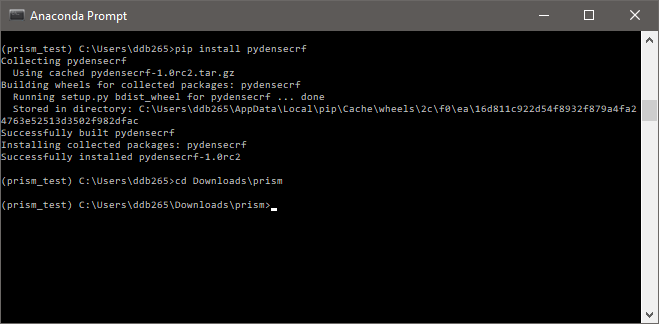 Anaconda Prompt
(prism_test) C:\Users\ddb265>pip install pydensecrf
Collecting pydensecrf
  Using cached pydensecrf-1.0rc2.tar.gz
Building wheels for collected packages: pydensecrf
  Running setup.py bdist_wheel for pydensecrf ... done
  Stored in directory: C:\Users\ddb265\AppData\Local\pip\Cache\wheels\2c\f0\ea\16d811c922d54f8932f879a4fa2
4763e52513d3502f982dfac
Successfully built pydensecrf
Installing collected packages: pydensecrf
Successfully installed pydensecrf-1.0rc2
(prism_test) C:\Users\ddb265>cd Downloads\prism
(prism_test) C:\Users\ddb265\Downloads\prism>